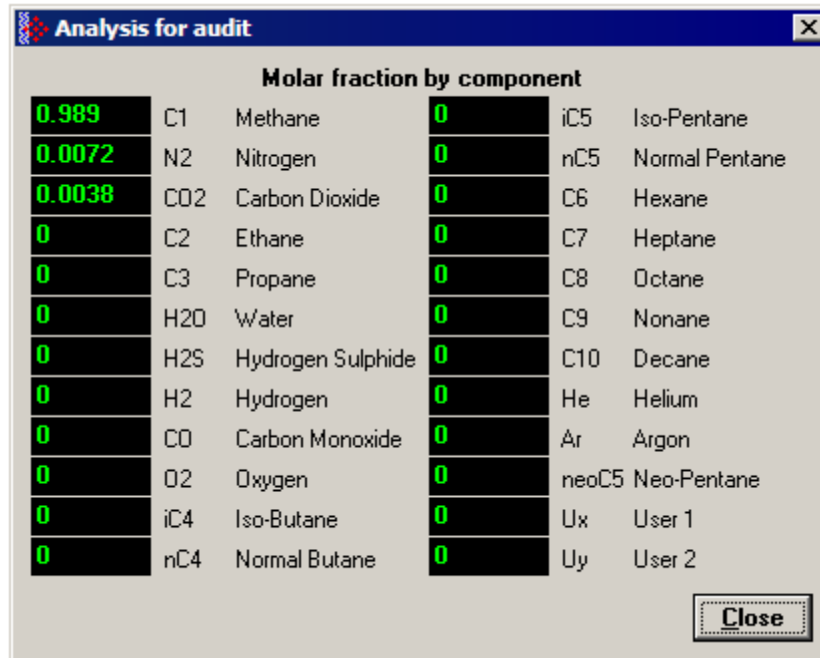 Analysis for audit
Molar fraction by component
0.989 C1 Methane 0 iC5 Iso-Pentane
0.0072 N2 Nitrogen 0 nC5 Normal Pentane
0.0038 CO2 Carbon Dioxide 0 C6 Hexane
0 C2 Ethane 0 C7 Heptane
0 C3 Propane 0 C8 Octane
0 H2O Water 0 C9 Nonane
0 H2S Hydrogen Sulphide 0 C10 Decane
0 H2 Hydrogen 0 He Helium
0 CO Carbon Monoxide 0 Ar Argon
0 O2 Oxygen 0 neoC5 Neo-Pentane
0 iC4 Iso-Butane 0 Ux User 1
0 nC4 Normal Butane 0 Uy User 2
Close